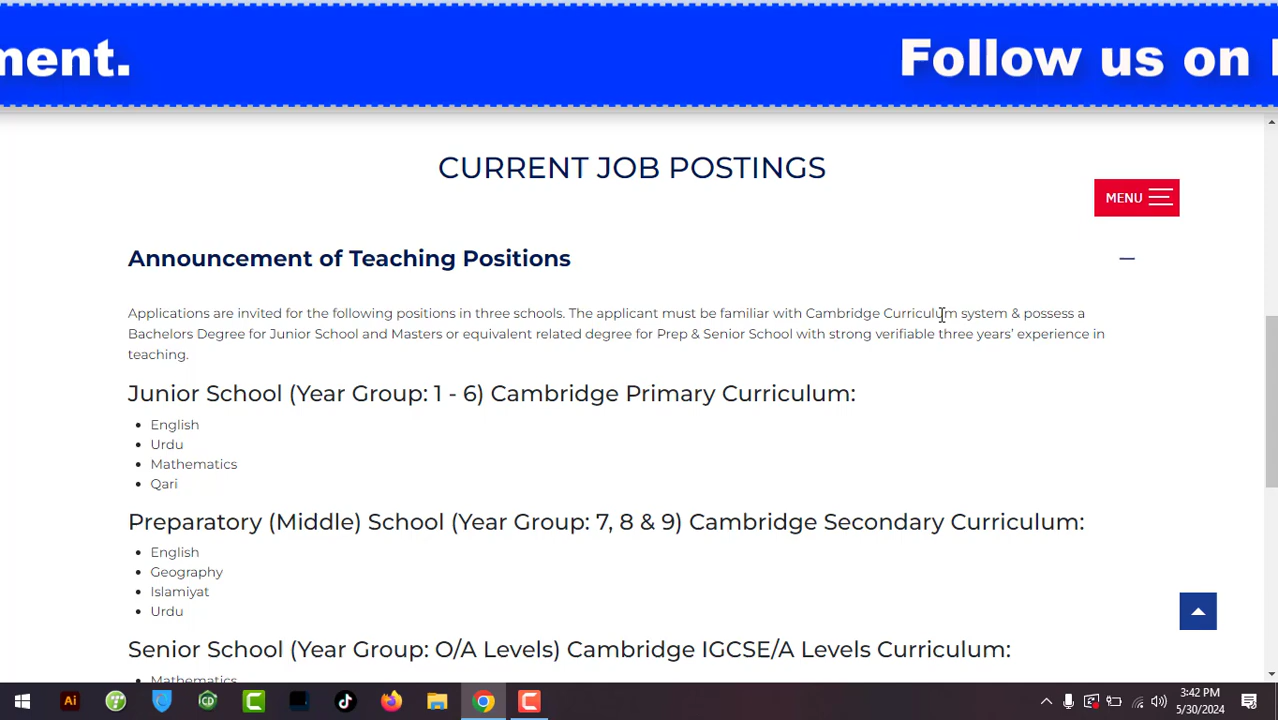 ment. Follow us on
CURRENT JOB POSTINGS
MENU
Announcement of Teaching Positions
Applications are invited for the following positions in three schools. The applicant must be familiar with Cambridge Curriculum system & possess a
Bachelors Degree for Junior School and Masters or equivalent related degree for Prep & Senior School with strong verifiable three years’ experience in
teaching.
Junior School (Year Group: 1 - 6) Cambridge Primary Curriculum:
English
Urdu
Mathematics
Qari
Preparatory (Middle) School (Year Group: 7, 8 & 9) Cambridge Secondary Curriculum:
English
Geography
Islamiyat
Urdu
Senior School (Year Group: O/A Levels) Cambridge IGCSE/A Levels Curriculum:
Mathematics
Ai
CD
C
C
3:42 PM
5/30/2024